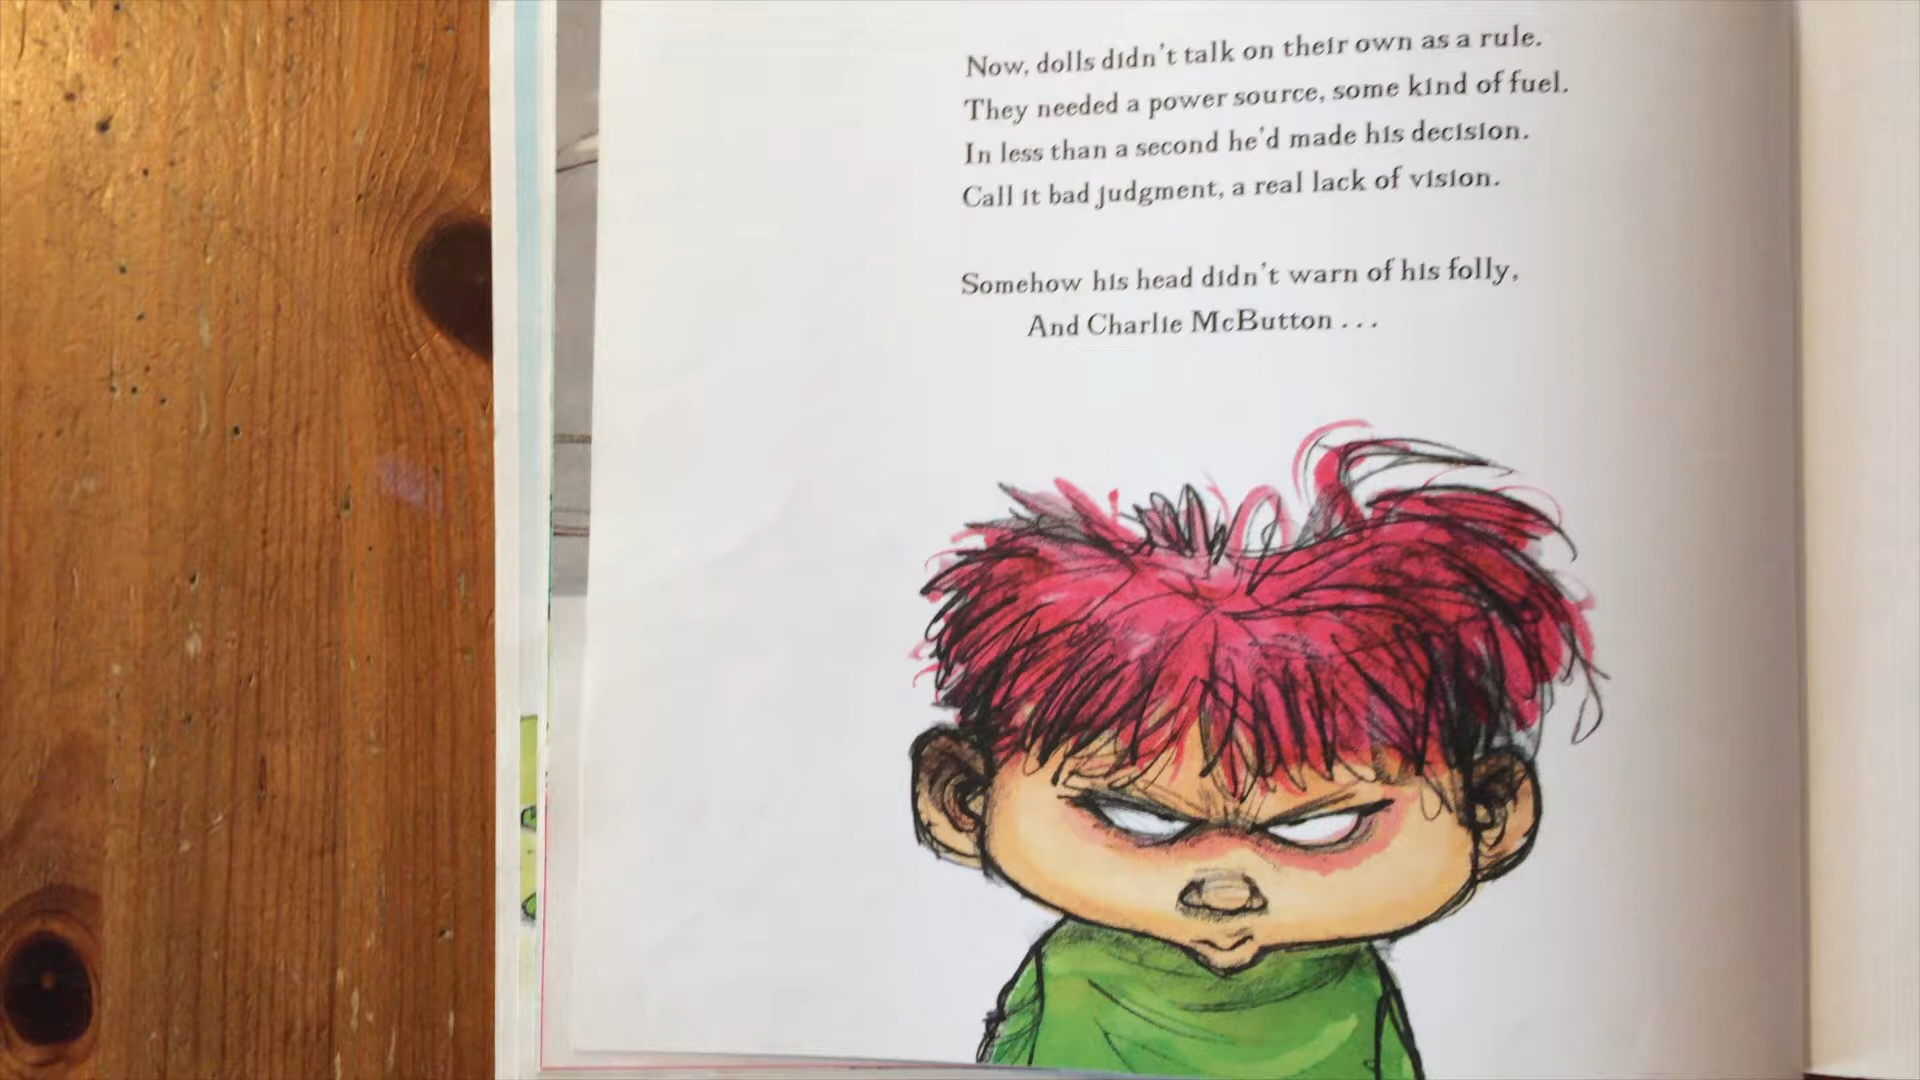 Now, dolls didn't talk on their own as a rule.
They needed a power source, some kind of fuel.
In less than a second he'd made his decision.
Call it bad judgment, a real lack of vision.
Somehow his head didn't warn of his folly,
And Charlie McButton . . .